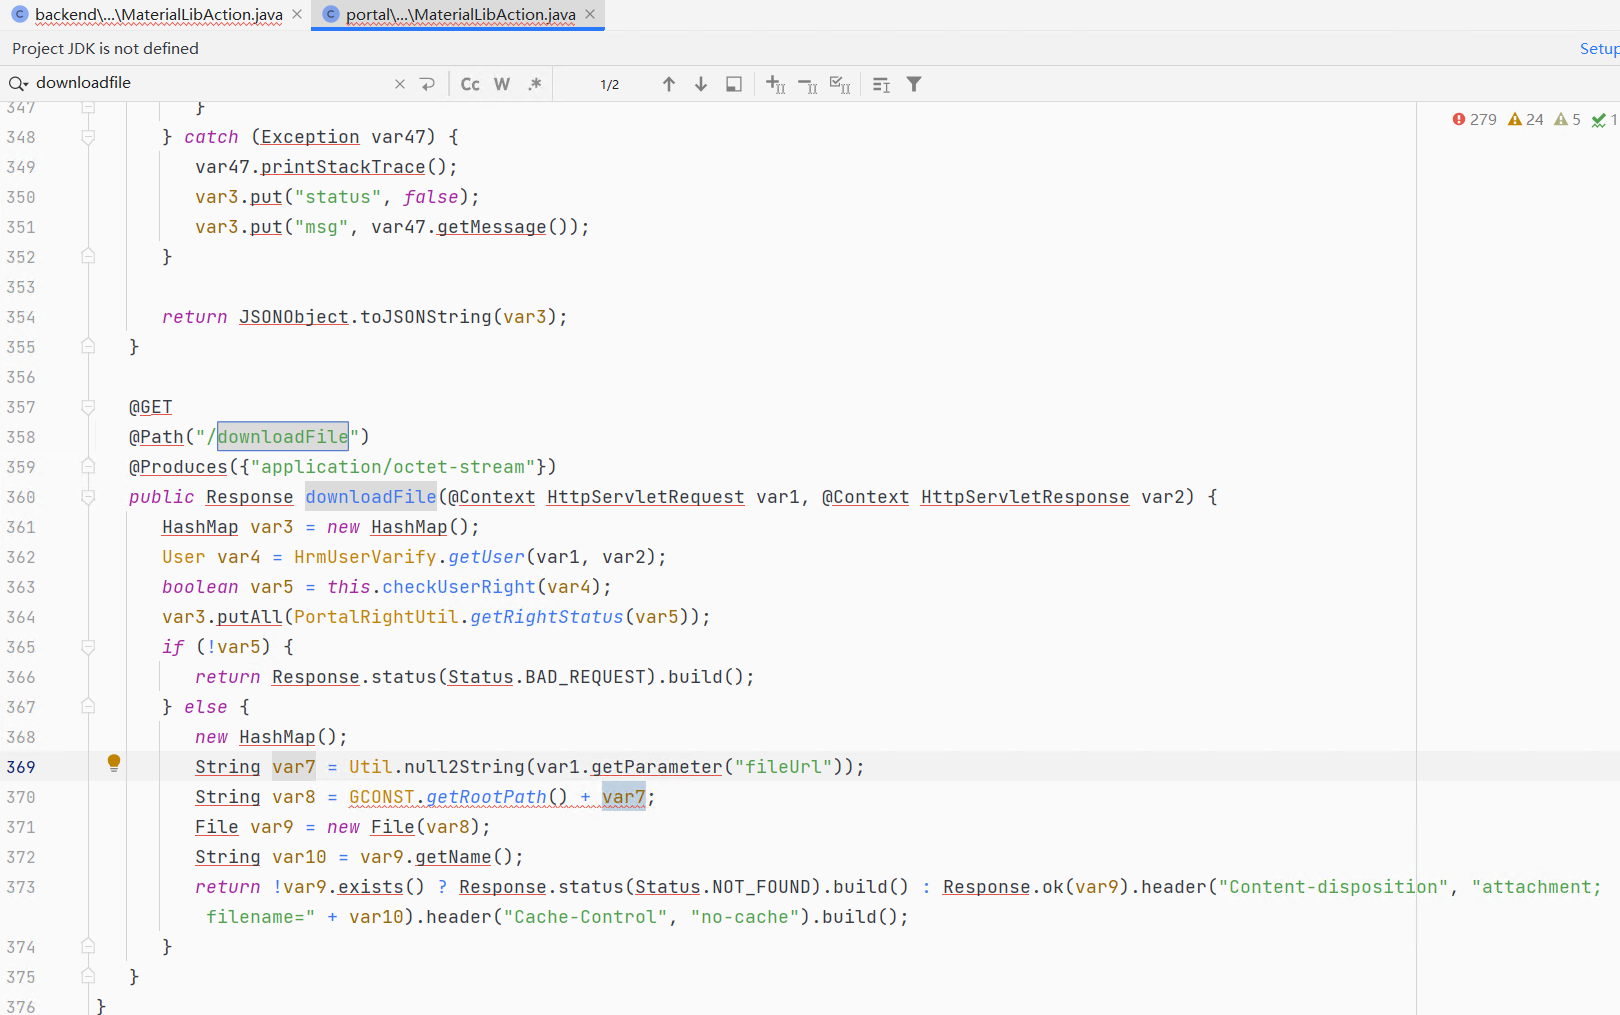 backend\...\MaterialLibAction.java portal\...\MaterialLibAction.java
Project JDK is not defined Setup
downloadfile Cc W .* 1/2
279 24 5 1
347 }
348 } catch (Exception var47) {
349 var47.printStackTrace();
350 var3.put("status", false);
351 var3.put("msg", var47.getMessage());
352 }
353
354 return JSONObject.toJSONString(var3);
355 }
356
357 @GET
358 @Path("/downloadFile")
359 @Produces({"application/octet-stream"})
360 public Response downloadFile(@Context HttpServletRequest var1, @Context HttpServletResponse var2) {
361 HashMap var3 = new HashMap();
362 User var4 = HrmUserVarify.getUser(var1, var2);
363 boolean var5 = this.checkUserRight(var4);
364 var3.putAll(PortalRightUtil.getRightStatus(var5));
365 if (!var5) {
366 return Response.status(Status.BAD_REQUEST).build();
367 } else {
368 new HashMap();
369 String var7 = Util.null2String(var1.getParameter("fileUrl"));
370 String var8 = GCONST.getRootPath() + var7;
371 File var9 = new File(var8);
372 String var10 = var9.getName();
373 return !var9.exists() ? Response.status(Status.NOT_FOUND).build() : Response.ok(var9).header("Content-disposition", "attachment;
filename=" + var10).header("Cache-Control", "no-cache").build();
374 }
375 }
376 }